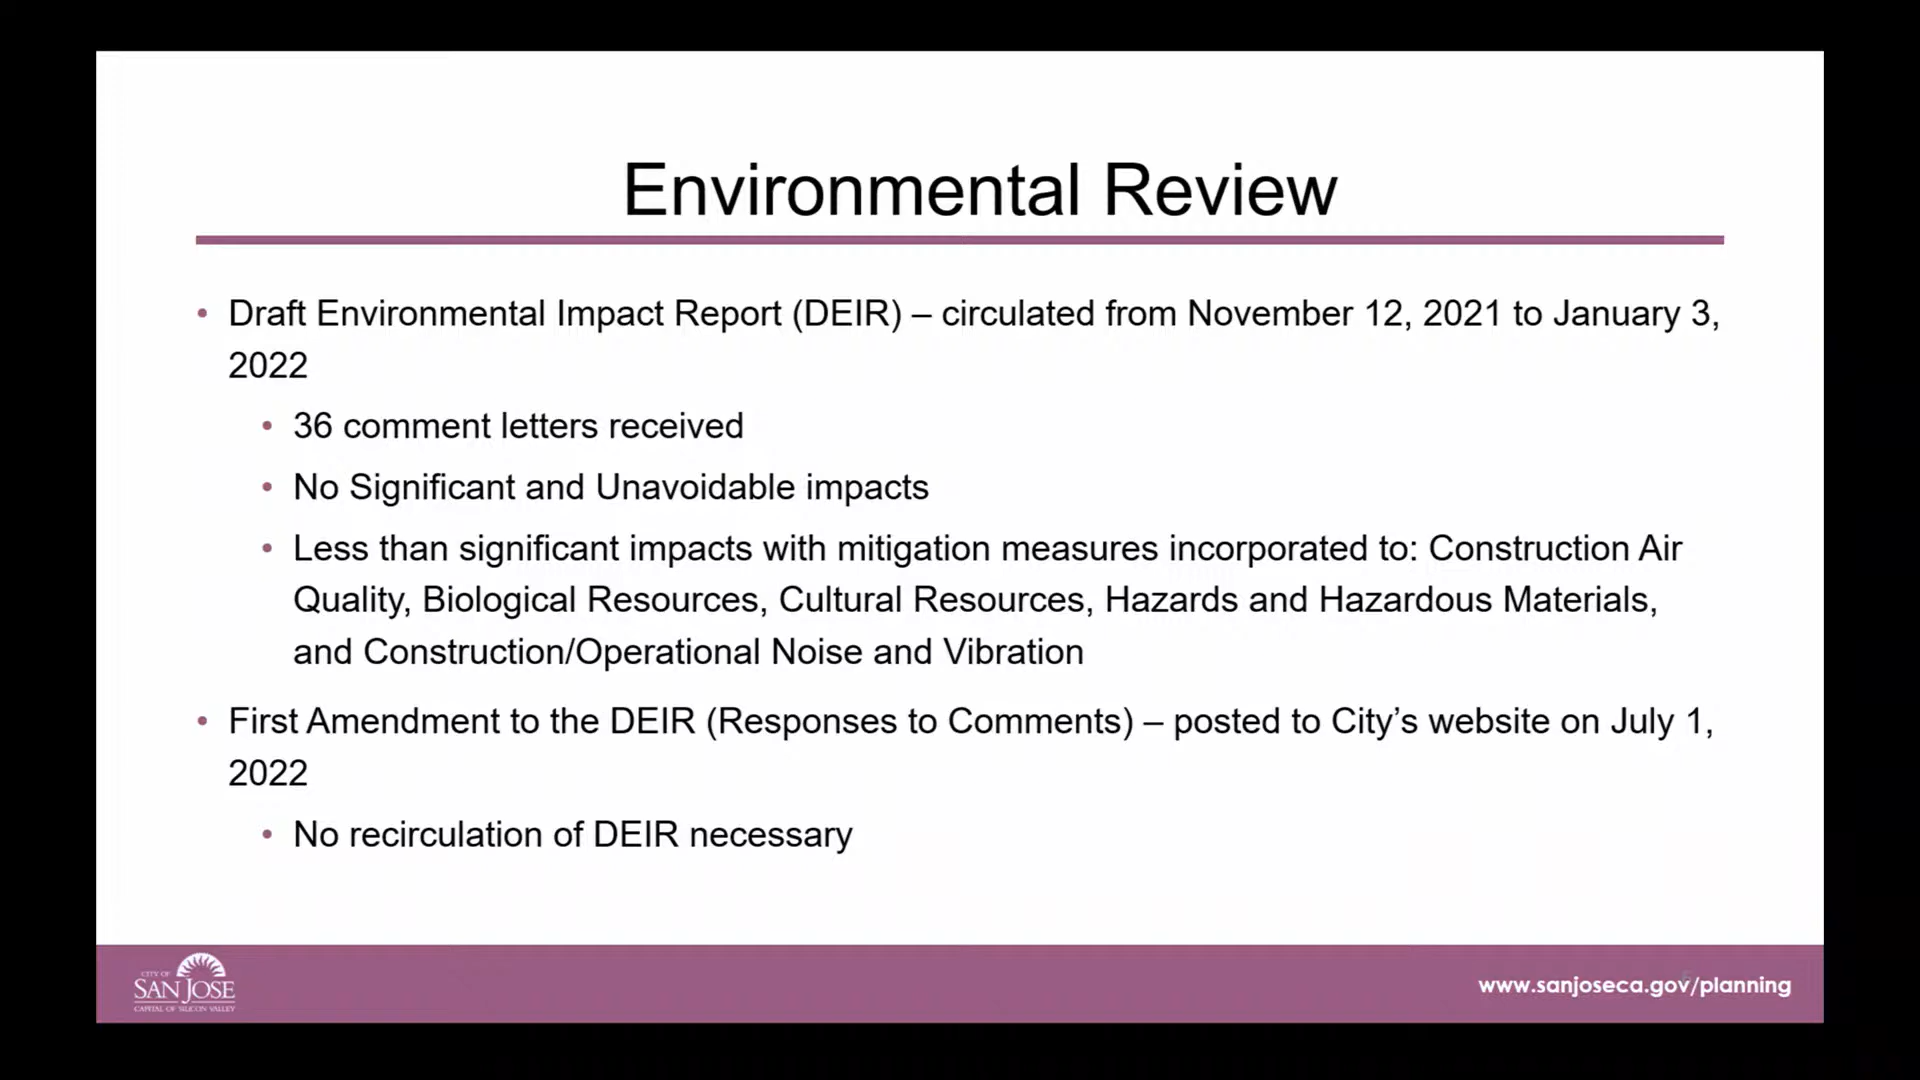 Environmental Review
• Draft Environmental Impact Report (DEIR) – circulated from November 12, 2021 to January 3,
2022
• 36 comment letters received
• No Significant and Unavoidable impacts
• Less than significant impacts with mitigation measures incorporated to: Construction Air
Quality, Biological Resources, Cultural Resources, Hazards and Hazardous Materials,
and Construction/Operational Noise and Vibration
• First Amendment to the DEIR (Responses to Comments) – posted to City’s website on July 1,
2022
• No recirculation of DEIR necessary
CITY OF
SAN JOSE
CAPITAL OF SILICON VALLEY
www.sanjoseca.gov/planning